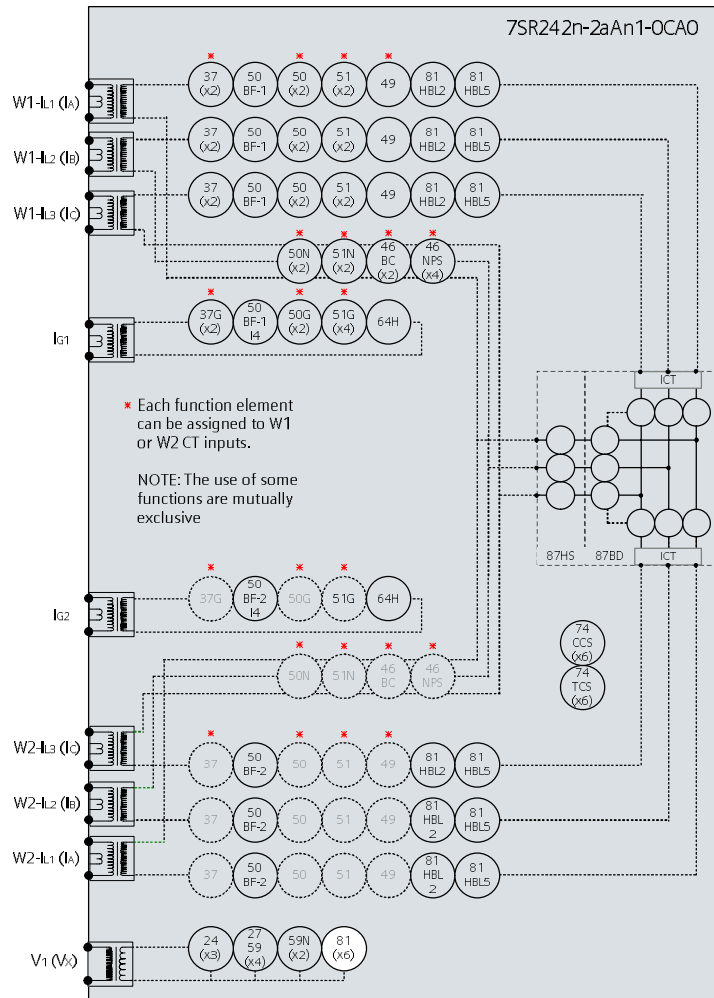 7SR242n-2aAn1-0CA0
* * * *
W1-IL1 (IA)
37 (x2)
50 BF-1
50 (x2)
51 (x2)
49
81 HBL2
81 HBL5
W1-IL2 (IB)
37 (x2)
50 BF-1
50 (x2)
51 (x2)
49
81 HBL2
81 HBL5
W1-IL3 (IC)
37 (x2)
50 BF-1
50 (x2)
51 (x2)
49
81 HBL2
81 HBL5
* * * *
50N (x2)
51N (x2)
46 BC (x2)
46 NPS (x4)
* * *
IG1
37G (x2)
50 BF-1 I4
50G (x2)
51G (x4)
64H
ICT
* Each function element
can be assigned to W1
or W2 CT inputs.
NOTE: The use of some
functions are mutually
exclusive
87HS
87BD
ICT
* * *
IG2
37G
50 BF-2 I4
50G
51G
64H
74 CCS (x6)
74 TCS (x6)
* * * *
50N
51N
46 BC
46 NPS
* * * *
W2-IL3 (IC)
37
50 BF-2
50
51
49
81 HBL2
81 HBL5
W2-IL2 (IB)
37
50 BF-2
50
51
49
81 HBL 2
81 HBL5
W2-IL1 (IA)
37
50 BF-2
50
51
49
81 HBL 2
81 HBL5
V1 (VX)
24 (x3)
27 59 (x4)
59N (x2)
81 (x6)